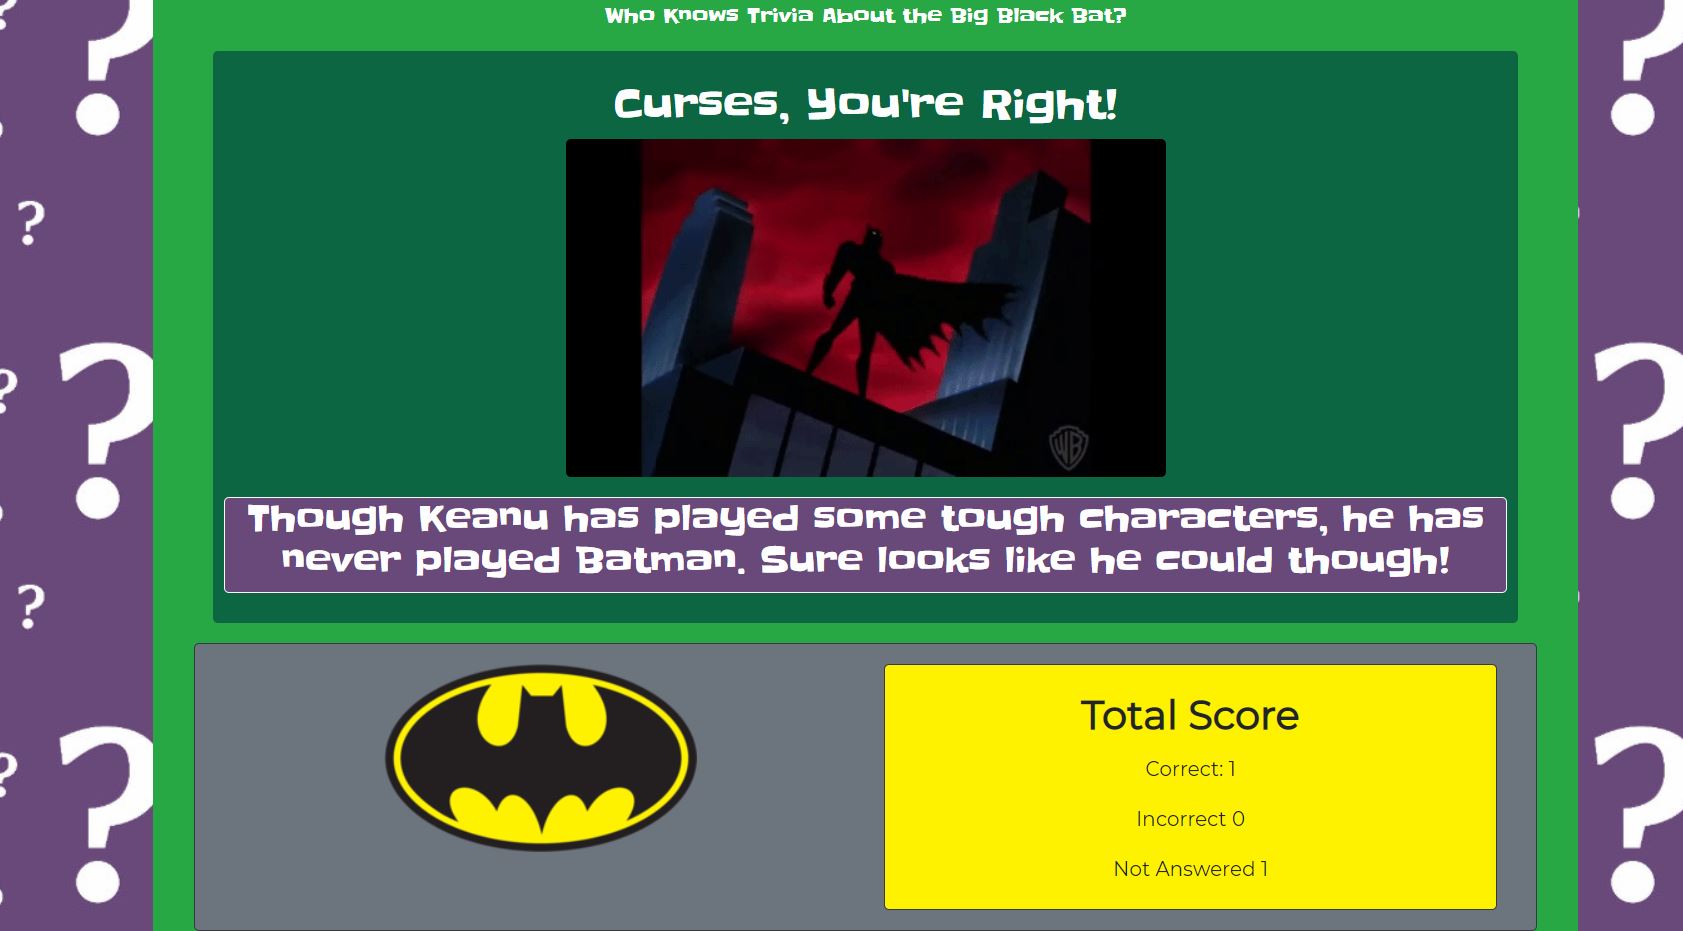 Who Knows Trivia About the Big Black Bat?
Curses, You're Right!
WB
Though Keanu has played some tough characters, he has
never played Batman. Sure looks like he could though!
Total Score
Correct: 1
Incorrect 0
Not Answered 1